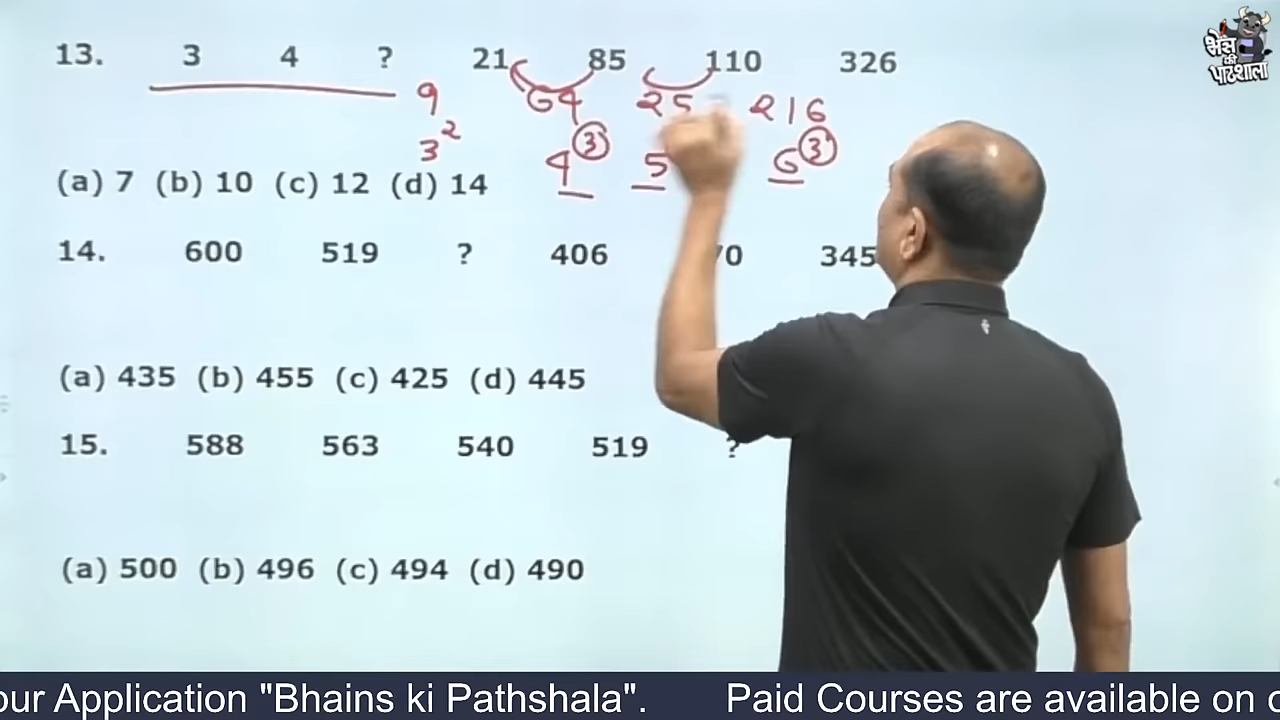 भैंस
की
पाठशाला
13. 3 4 ? 21 85 110 326
9 64 25 216
3² 4³ 5 6³
(a) 7 (b) 10 (c) 12 (d) 14
14. 600 519 ? 406 70 345
(a) 435 (b) 455 (c) 425 (d) 445
15. 588 563 540 519 ?
(a) 500 (b) 496 (c) 494 (d) 490
our Application "Bhains ki Pathshala". Paid Courses are available on